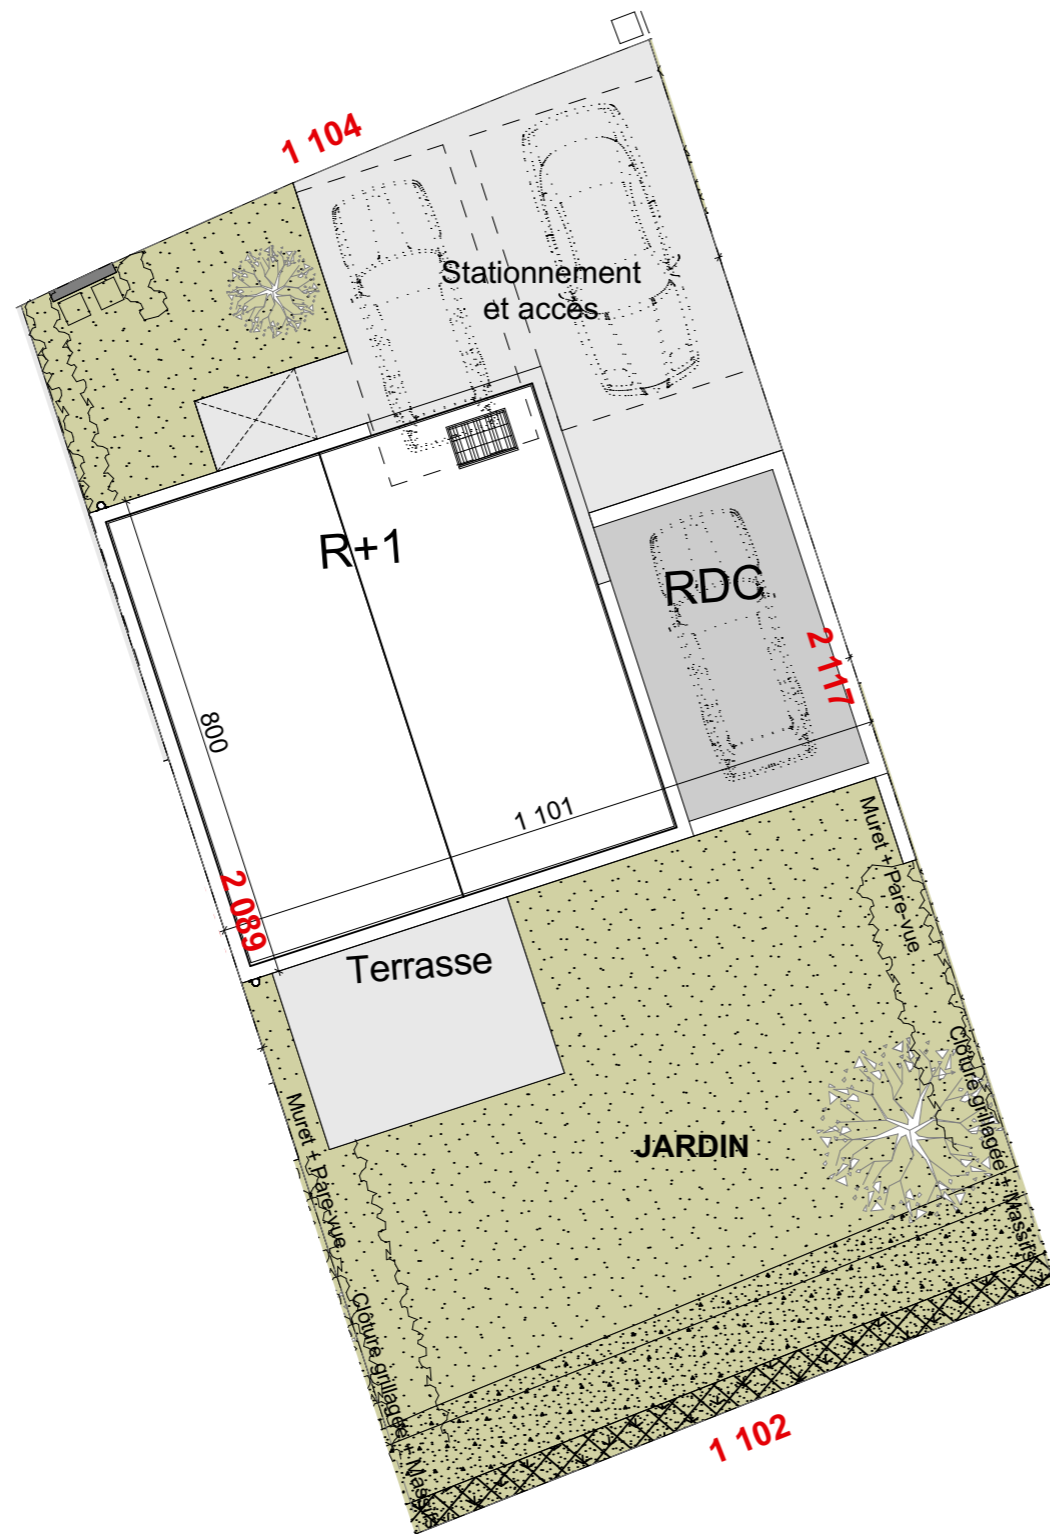 1 104
Stationnement
et accès
R+1
RDC
2 117
800
1 101
2 089
Terrasse
Muret + Pare-vue
Clôture grillagée + Massifs
JARDIN
Muret + Pare-vue
Clôture grillagée + Massifs
1 102